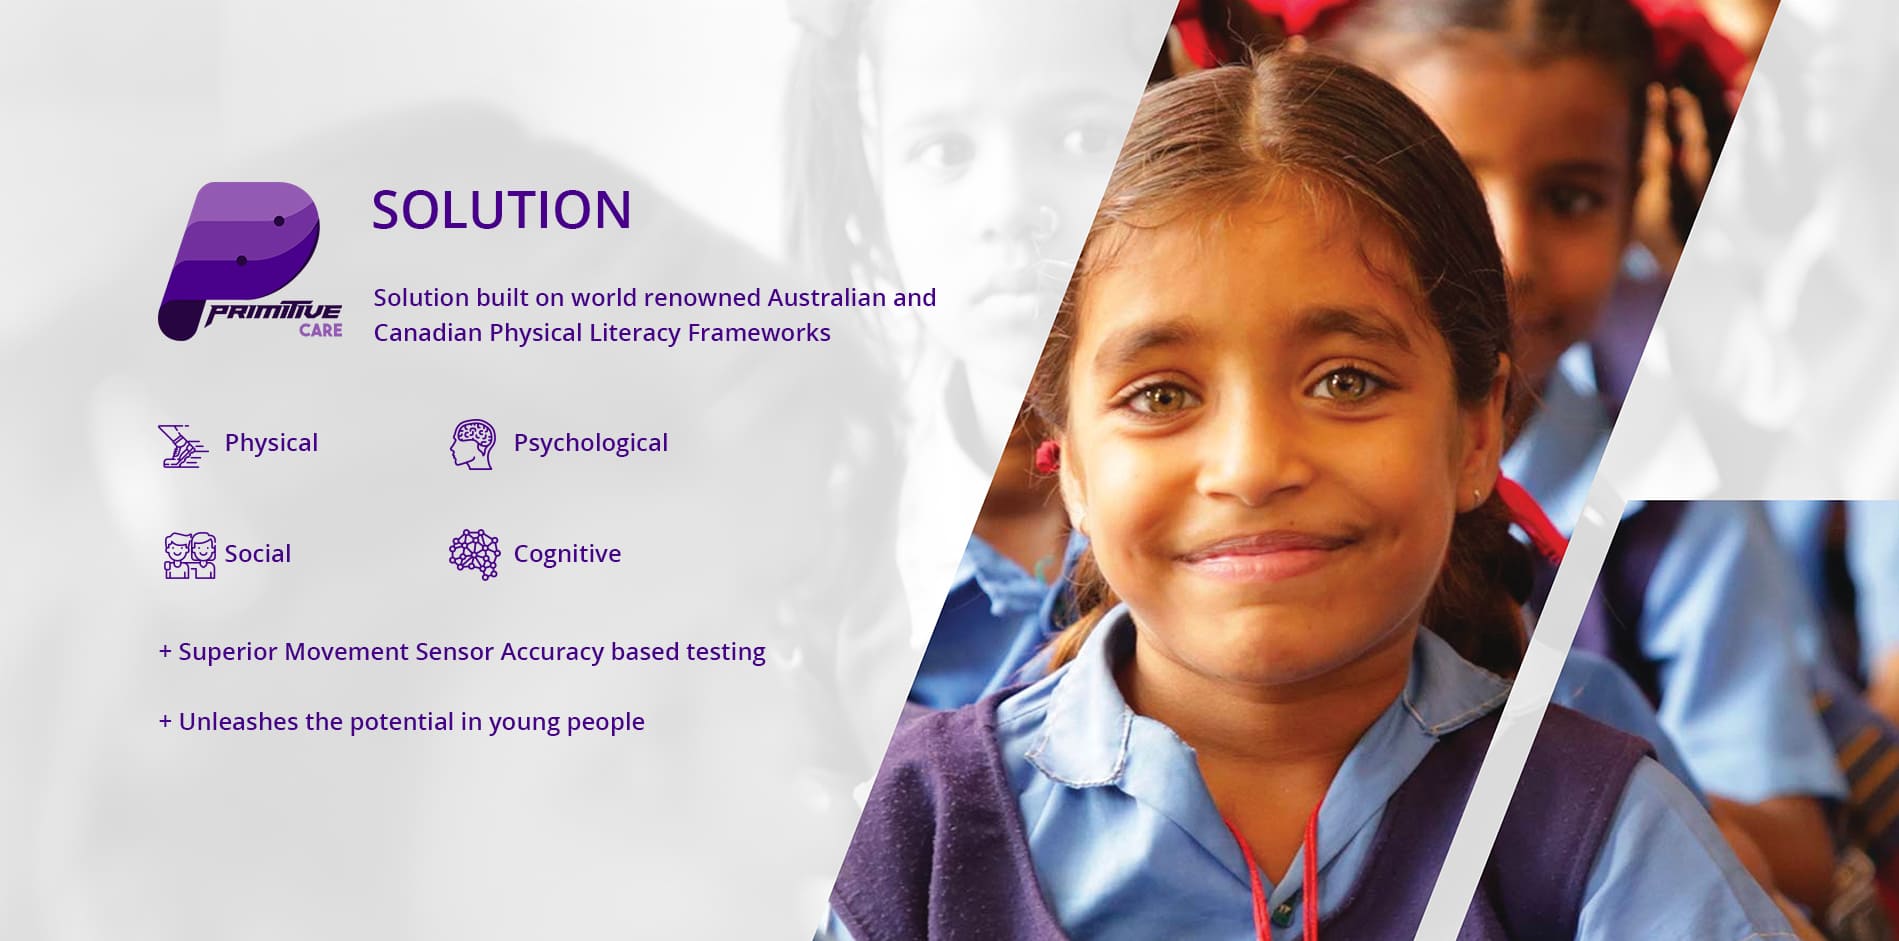 PRIMITIVE
CARE
SOLUTION
Solution built on world renowned Australian and
Canadian Physical Literacy Frameworks
Physical
Psychological
Social
Cognitive
+ Superior Movement Sensor Accuracy based testing
+ Unleashes the potential in young people